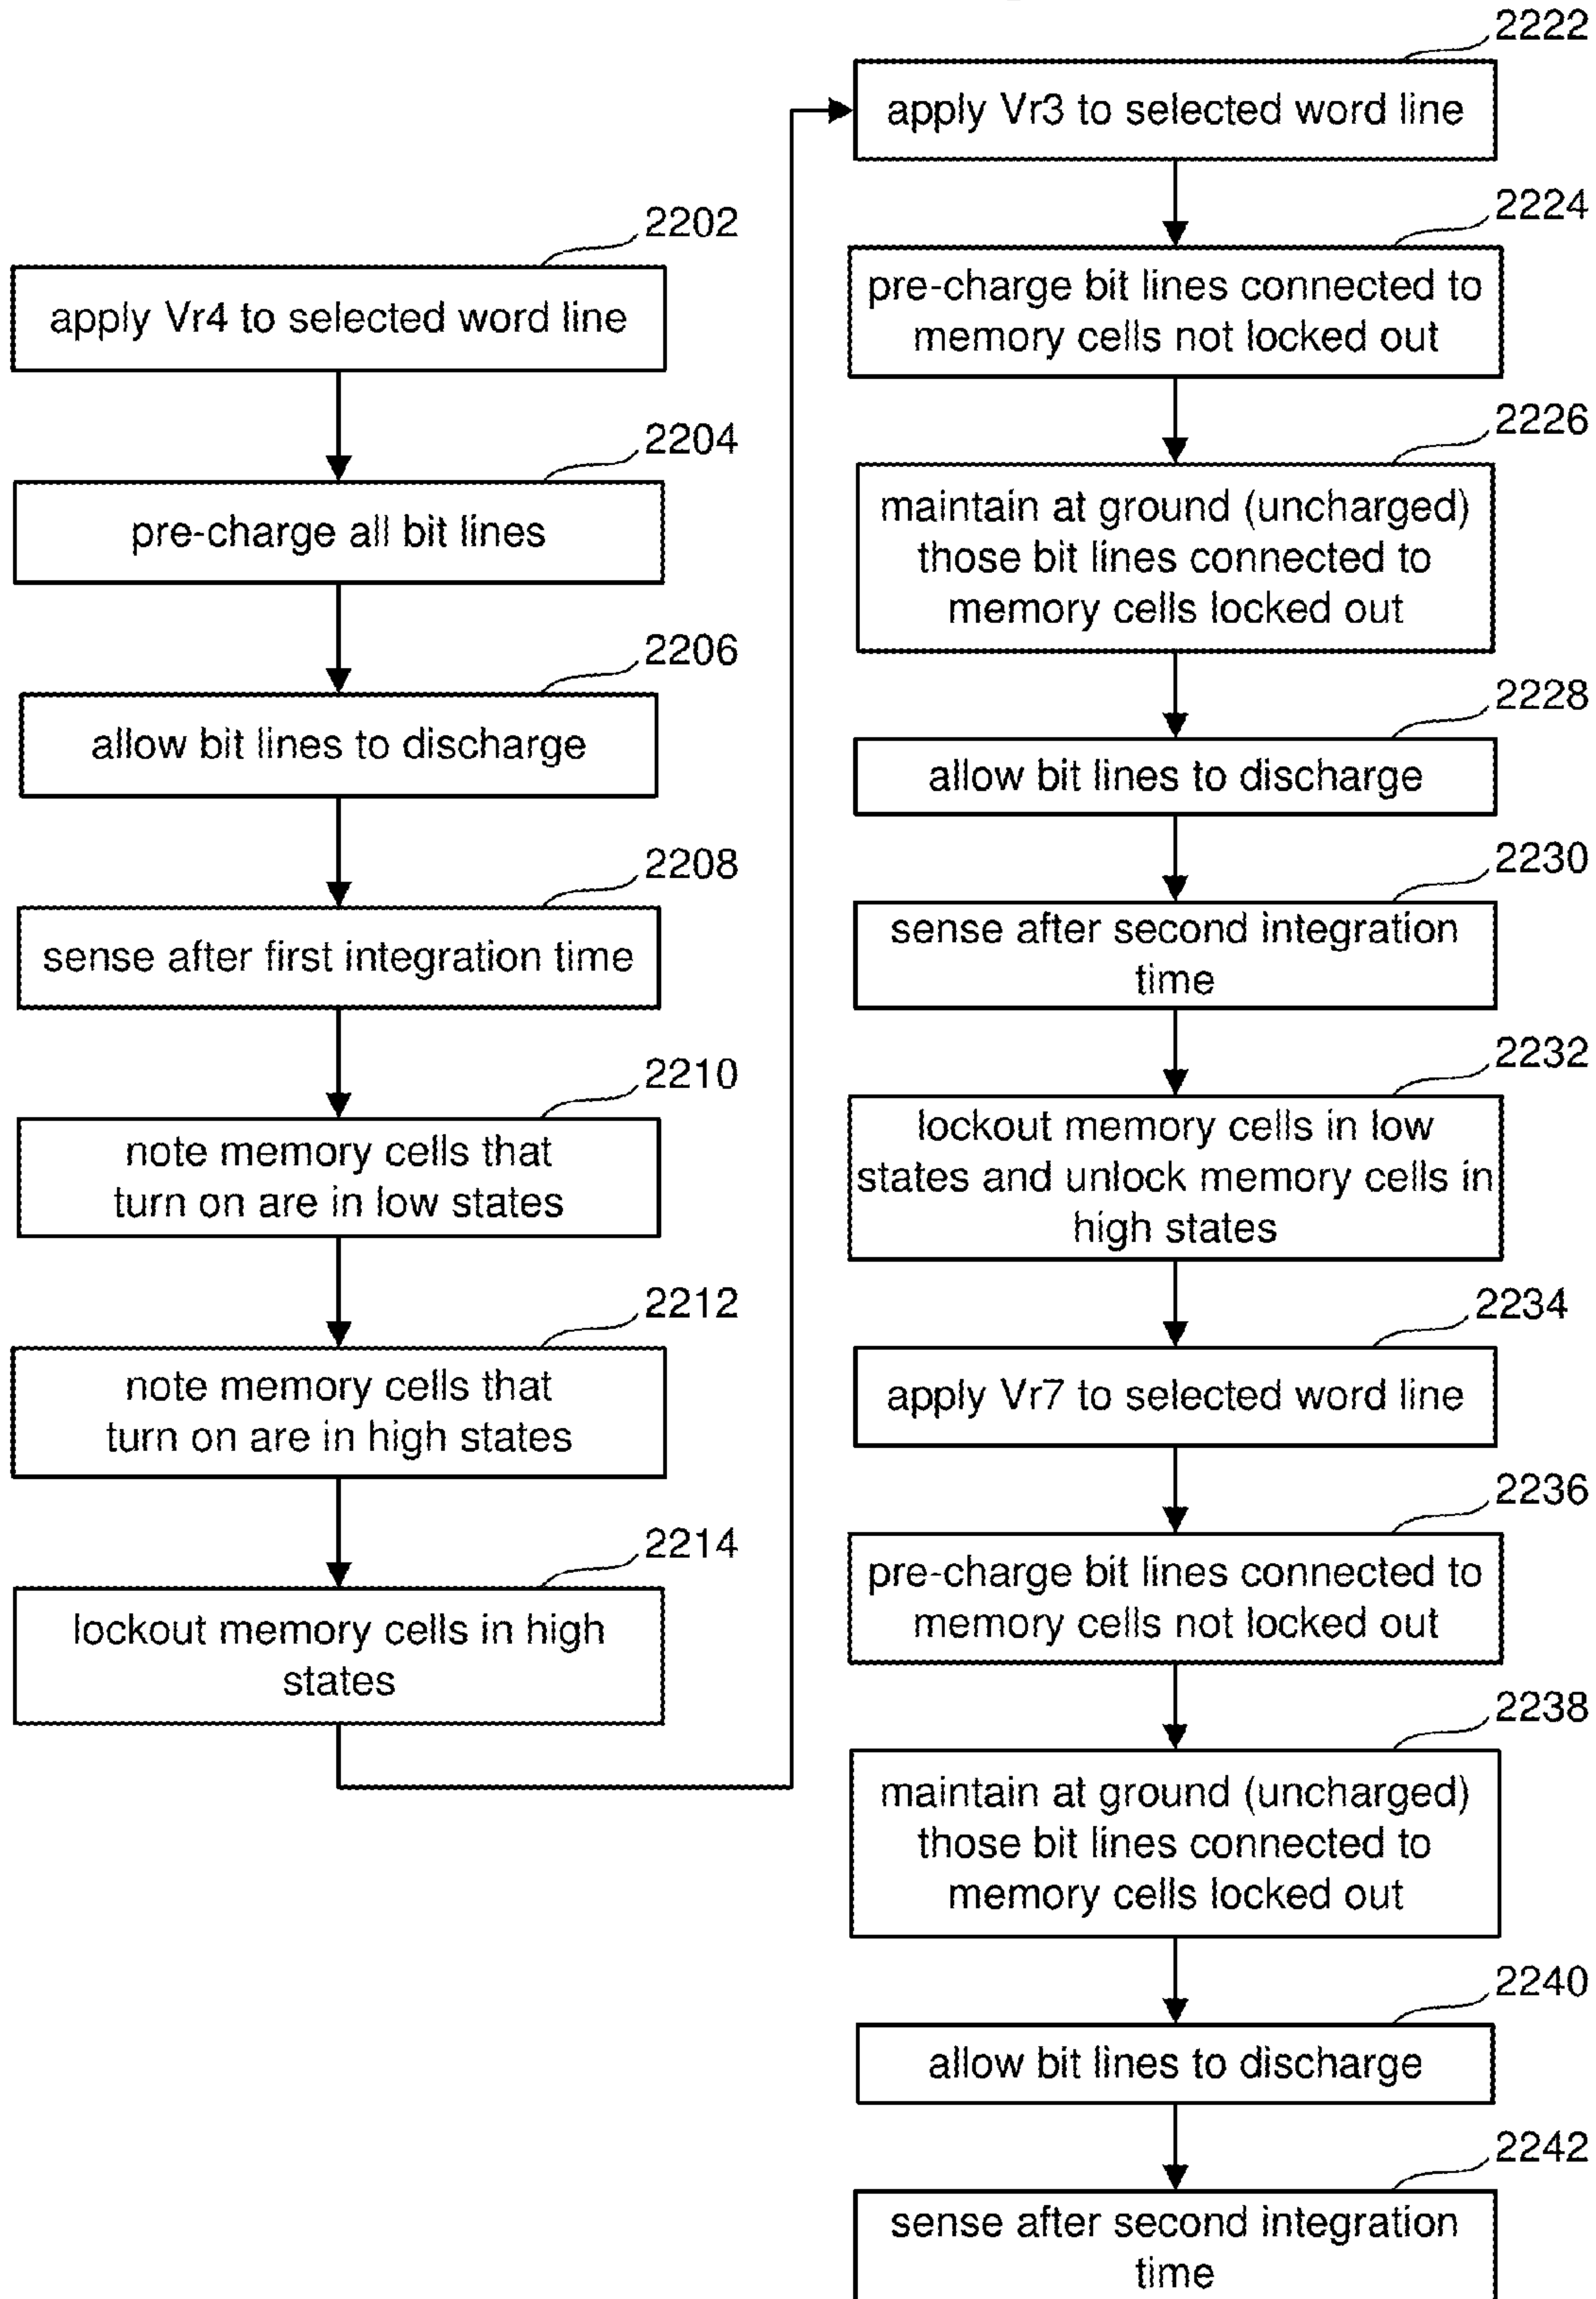 2202
apply Vr4 to selected word line
2204
pre-charge all bit lines
2206
allow bit lines to discharge
2208
sense after first integration time
2210
note memory cells that
turn on are in low states
2212
note memory cells that
turn on are in high states
2214
lockout memory cells in high
states
2222
apply Vr3 to selected word line
2224
pre-charge bit lines connected to
memory cells not locked out
2226
maintain at ground (uncharged)
those bit lines connected to
memory cells locked out
2228
allow bit lines to discharge
2230
sense after second integration
time
2232
lockout memory cells in low
states and unlock memory cells in
high states
2234
apply Vr7 to selected word line
2236
pre-charge bit lines connected to
memory cells not locked out
2238
maintain at ground (uncharged)
those bit lines connected to
memory cells locked out
2240
allow bit lines to discharge
2242
sense after second integration
time